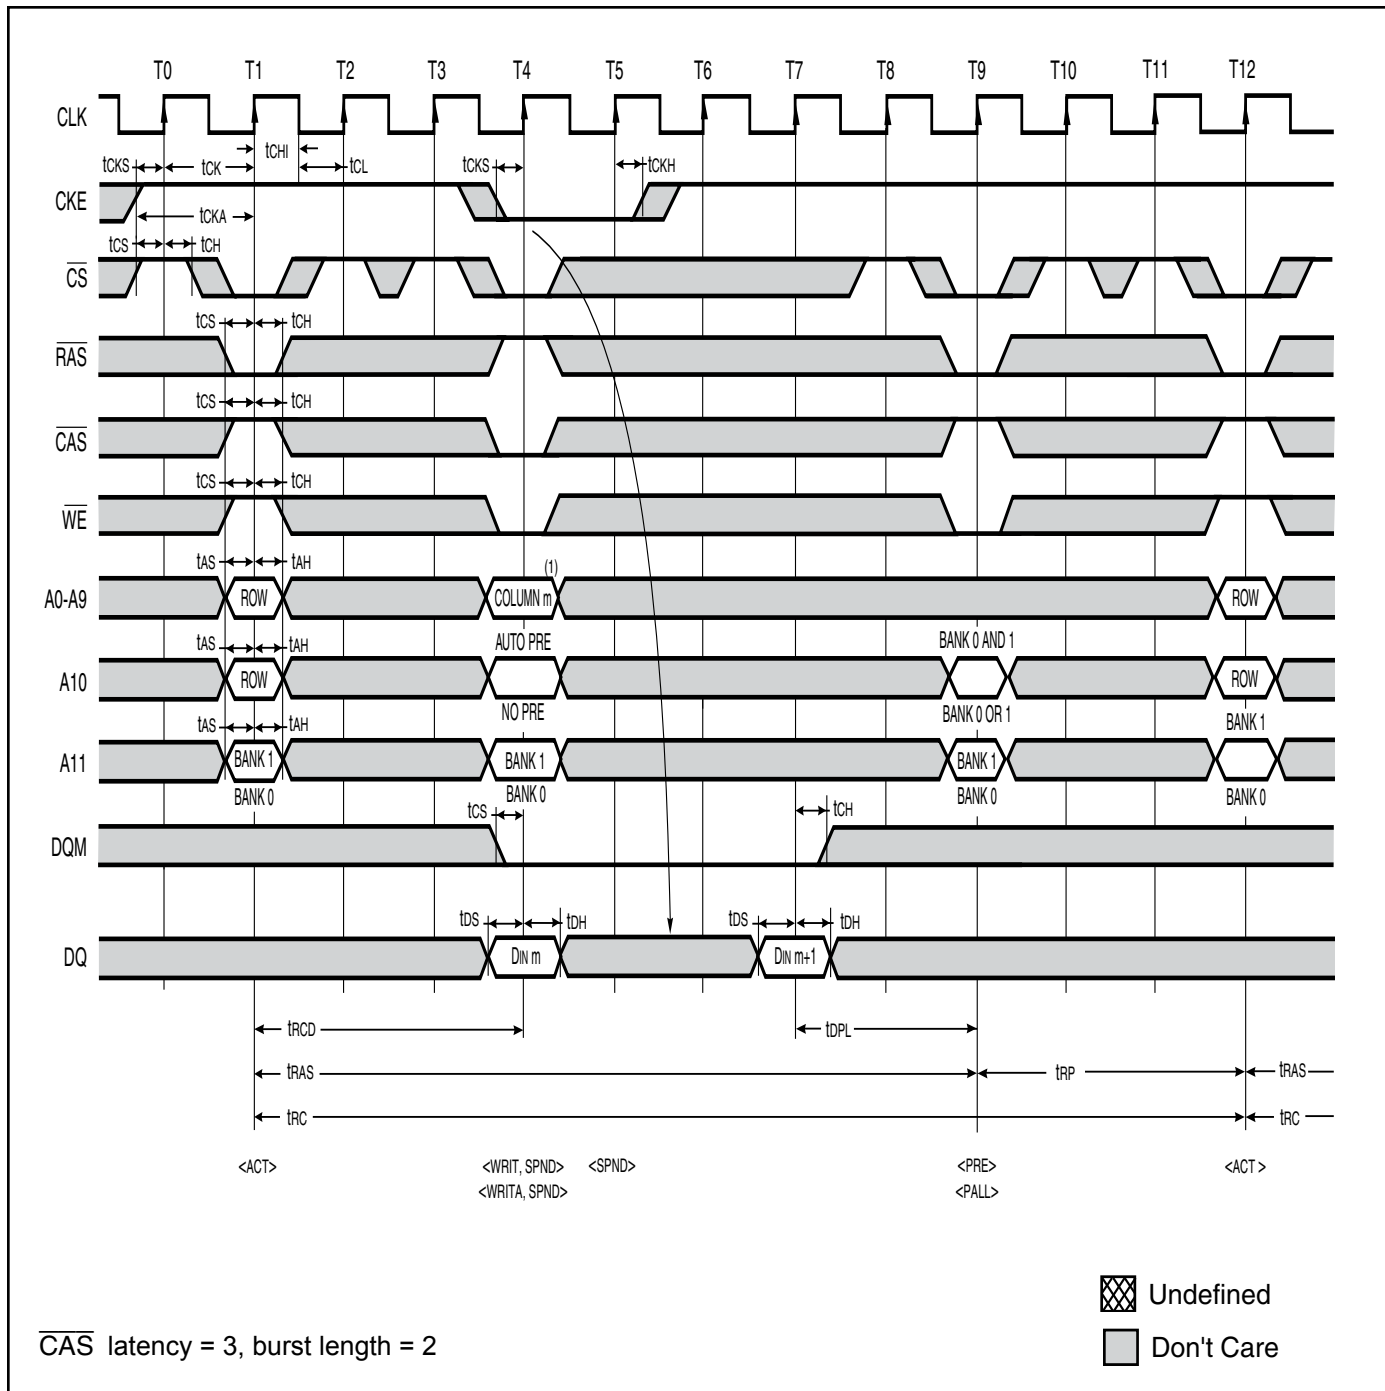 T0 T1 T2 T3 T4 T5 T6 T7 T8 T9 T10 T11 T12
CLK
tCHI
tCKS tCK tCL tCKS tCKH
CKE
tCKA
tCS tCH
CS
tCS tCH
RAS
tCS tCH
CAS
tCS tCH
WE
tAS tAH (1)
A0-A9 ROW COLUMN m ROW
tAS tAH AUTO PRE BANK 0 AND 1
A10 ROW ROW
NO PRE BANK 0 OR 1 BANK 1
tAS tAH
A11 BANK 1 BANK 1 BANK 1
BANK 0 BANK 0 BANK 0 BANK 0
tCS tCH
DQM
tDS tDH tDS tDH
DQ DIN m DIN m+1
tRCD tDPL
tRAS tRP tRAS
tRC tRC
<ACT> <WRIT, SPND> <SPND> <PRE> <ACT >
<WRITA, SPND> <PALL>
Undefined
CAS latency = 3, burst length = 2
Don't Care